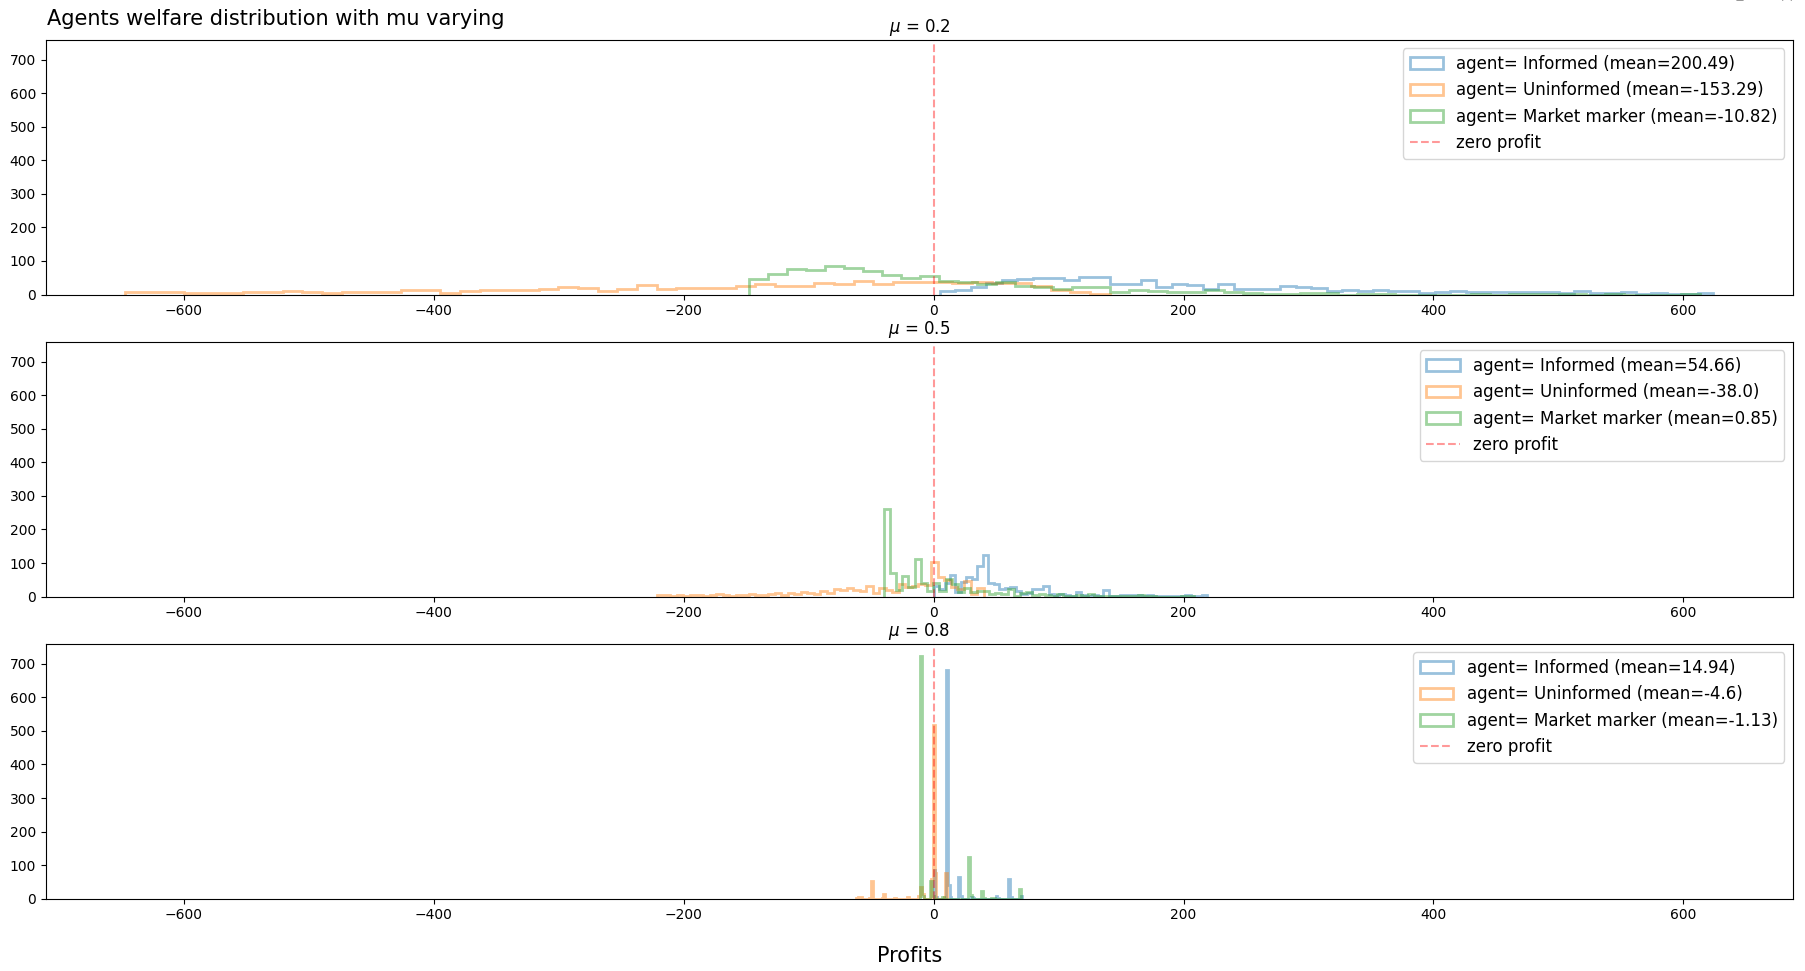 Agents welfare distribution with mu varying
μ = 0.2
700
600
500
400
300
200
100
0
agent= Informed (mean=200.49)
agent= Uninformed (mean=-153.29)
agent= Market marker (mean=-10.82)
zero profit
−600 −400 −200 0 200 400 600
μ = 0.5
700
600
500
400
300
200
100
0
agent= Informed (mean=54.66)
agent= Uninformed (mean=-38.0)
agent= Market marker (mean=0.85)
zero profit
−600 −400 −200 0 200 400 600
μ = 0.8
700
600
500
400
300
200
100
0
agent= Informed (mean=14.94)
agent= Uninformed (mean=-4.6)
agent= Market marker (mean=-1.13)
zero profit
−600 −400 −200 0 200 400 600
Profits